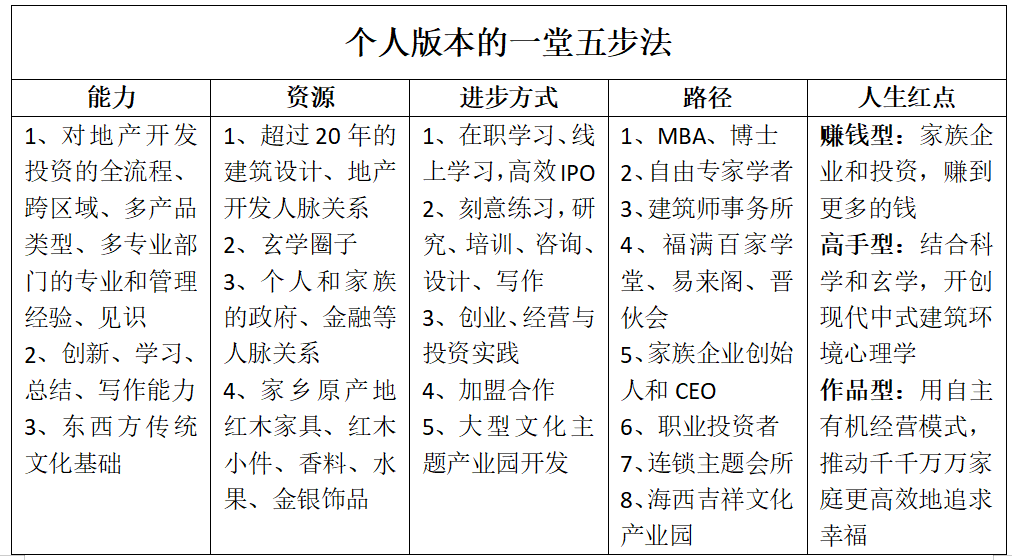 个人版本的一堂五步法
能力
资源
进步方式
路径
人生红点
1、对地产开发
投资的全流程、
跨区域、多产品
类型、多专业部
门的专业和管理
经验、见识
2、创新、学习、
总结、写作能力
3、东西方传统
文化基础
1、超过20年的
建筑设计、地产
开发人脉关系
2、玄学圈子
3、个人和家族
的政府、金融等
人脉关系
4、家乡原产地
红木家具、红木
小件、香料、水
果、金银饰品
1、在职学习、线
上学习,高效IPO
2、刻意练习,研
究、培训、咨询、
设计、写作
3、创业、经营与
投资实践
4、加盟合作
5、大型文化主
题产业园开发
1、MBA、博士
2、自由专家学者
3、建筑师事务所
4、福满百家学
堂、易来阁、晋
伙会
5、家族企业创始
人和CEO
6、职业投资者
7、连锁主题会所
8、海西吉祥文化
产业园
赚钱型：家族企
业和投资，赚到
更多的钱
高手型：结合科
学和玄学，开创
现代中式建筑环
境心理学
作品型：用自主
有机经营模式，
推动千千万万家
庭更高效地追求
幸福